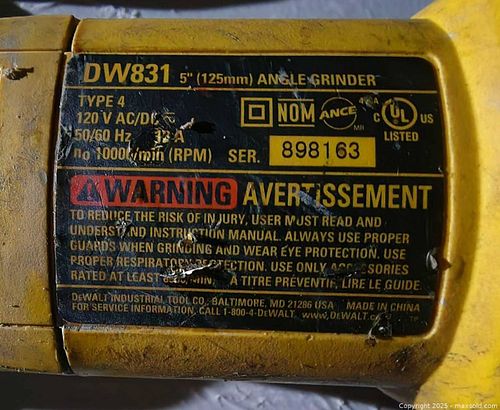 DW831 5" (125mm) ANGLE GRINDER
TYPE 4
120 V AC/DC
50/60 Hz A
no 10000/min (RPM) SER. 898163
NOM ANCE UL
C US
LISTED
WARNING AVERTISSEMENT
TO REDUCE THE RISK OF INJURY, USER MUST READ AND
UNDERSTAND INSTRUCTION MANUAL. ALWAYS USE PROPER
GUARDS WHEN GRINDING AND WEAR EYE PROTECTION. USE
PROPER RESPIRATORY PROTECTION. USE ONLY ACCESSORIES
RATED AT LEAST MIN. A TITRE PRÉVENTIF, LIRE LE GUIDE.
DEWALT INDUSTRIAL TOOL CO., BALTIMORE, MD 21286 USA MADE IN CHINA
FOR SERVICE INFORMATION, CALL 1-800-4-DEWALT www.DEWALT.c
Copyright 2025 - maxsold.com